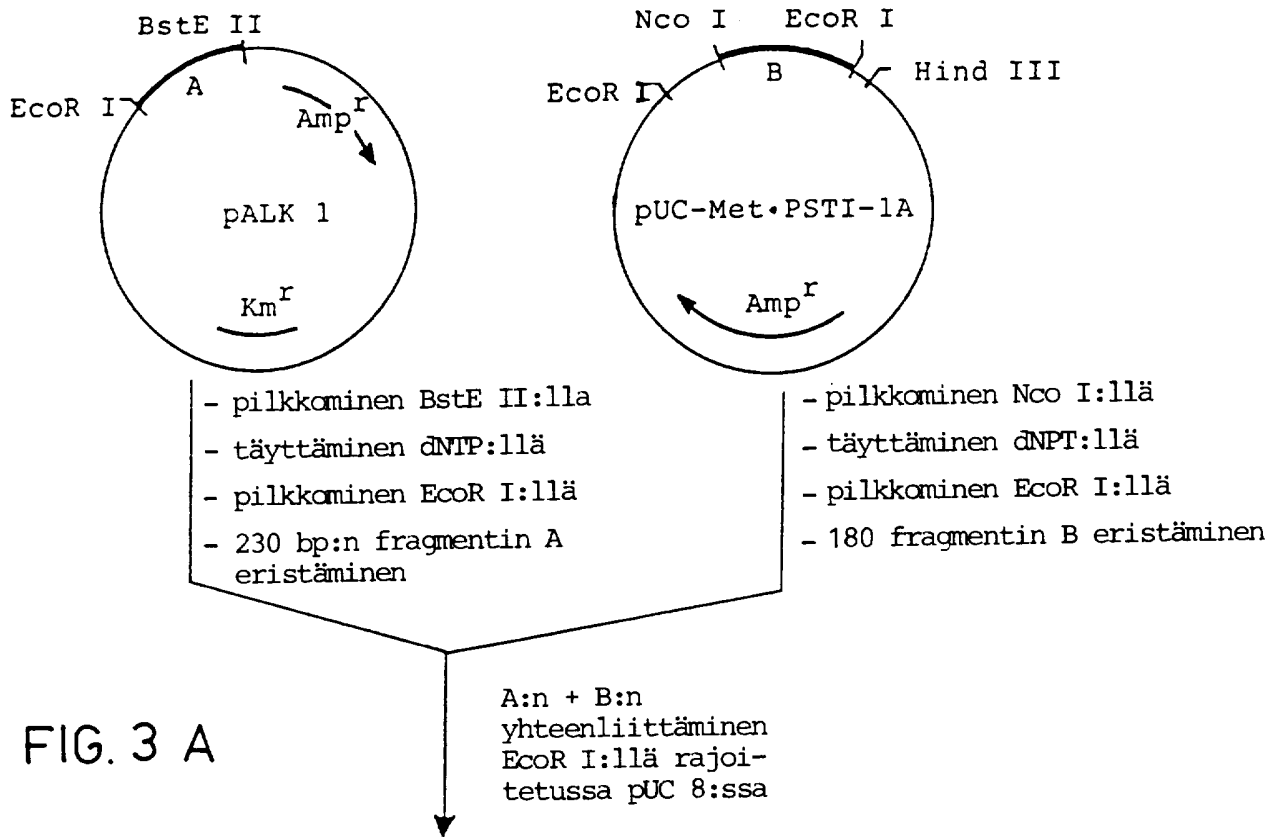 BstE II
A
EcoR I
Amp^r
pALK 1
Km^r
Nco I
EcoR I
B
Hind III
EcoR I
pUC-Met•PSTI-1A
Amp^r
- pilkkominen BstE II:lla
- täyttäminen dNTP:llä
- pilkkominen EcoR I:llä
- 230 bp:n fragmentin A
eristäminen
- pilkkominen Nco I:llä
- täyttäminen dNPT:llä
- pilkkominen EcoR I:llä
- 180 fragmentin B eristäminen
A:n + B:n
yhteenliittäminen
EcoR I:llä rajoi-
tetussa pUC 8:ssa
FIG. 3 A